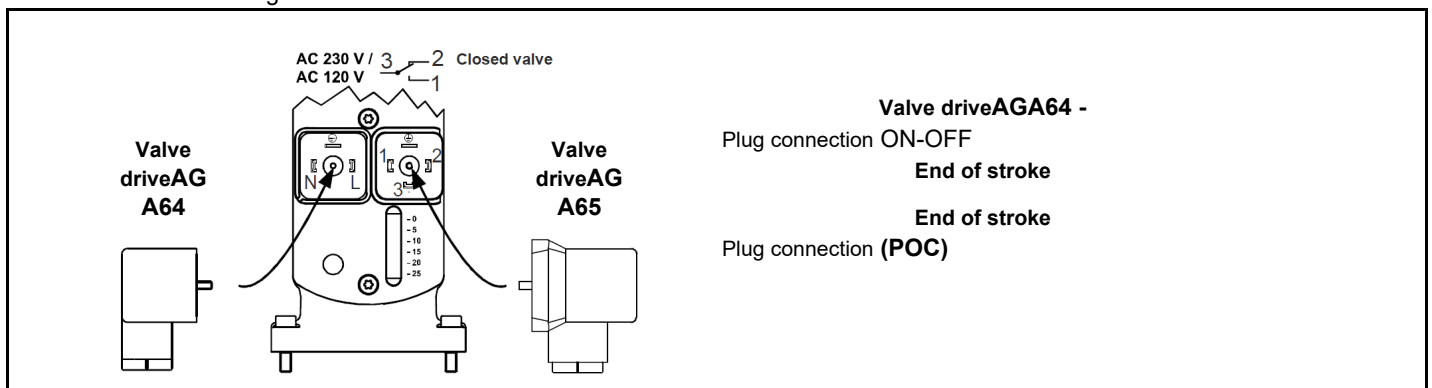 AC 230 V / 3 2 Closed valve
AC 120 V 1
Valve
driveAG
A64
N L
1 2
3
-0
-5
-10
-15
-20
-25
Valve
driveAG
A65
Valve driveAGA64 -
Plug connection ON-OFF
End of stroke
End of stroke
Plug connection (POC)